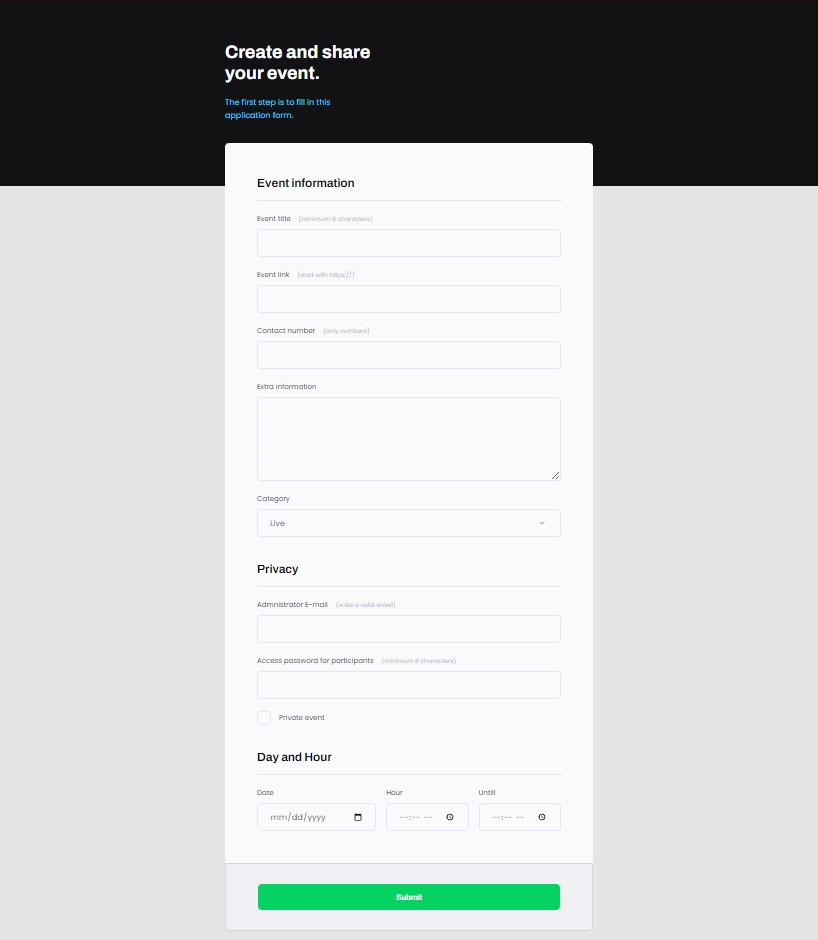 Create and share
your event.
The first step is to fill in this
application form.
Event information
Event title (minimum 8 characters)
Event link (start with https://)
Contact number (only numbers)
Extra information
Category
Live
Privacy
Admnistrator E-mail (write a valid email)
Access password for participants (minimum 8 characters)
Private event
Day and Hour
Date Hour Untill
mm/dd/yyyy --:-- -- --:-- --
Submit